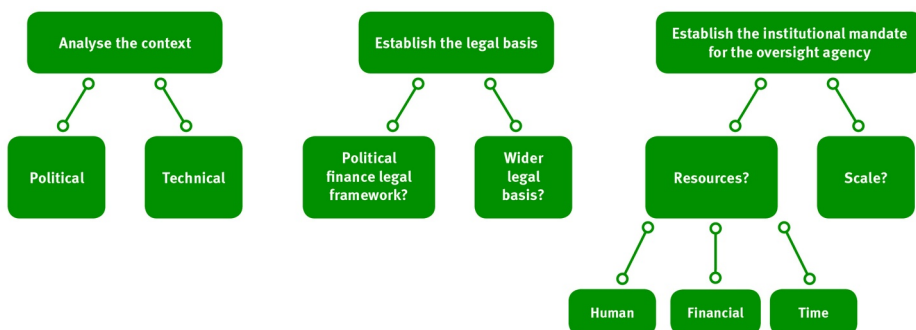 Analyse the context
Establish the legal basis
Establish the institutional mandate
for the oversight agency
Political
Technical
Political
finance legal
framework?
Wider
legal
basis?
Resources?
Scale?
Human
Financial
Time